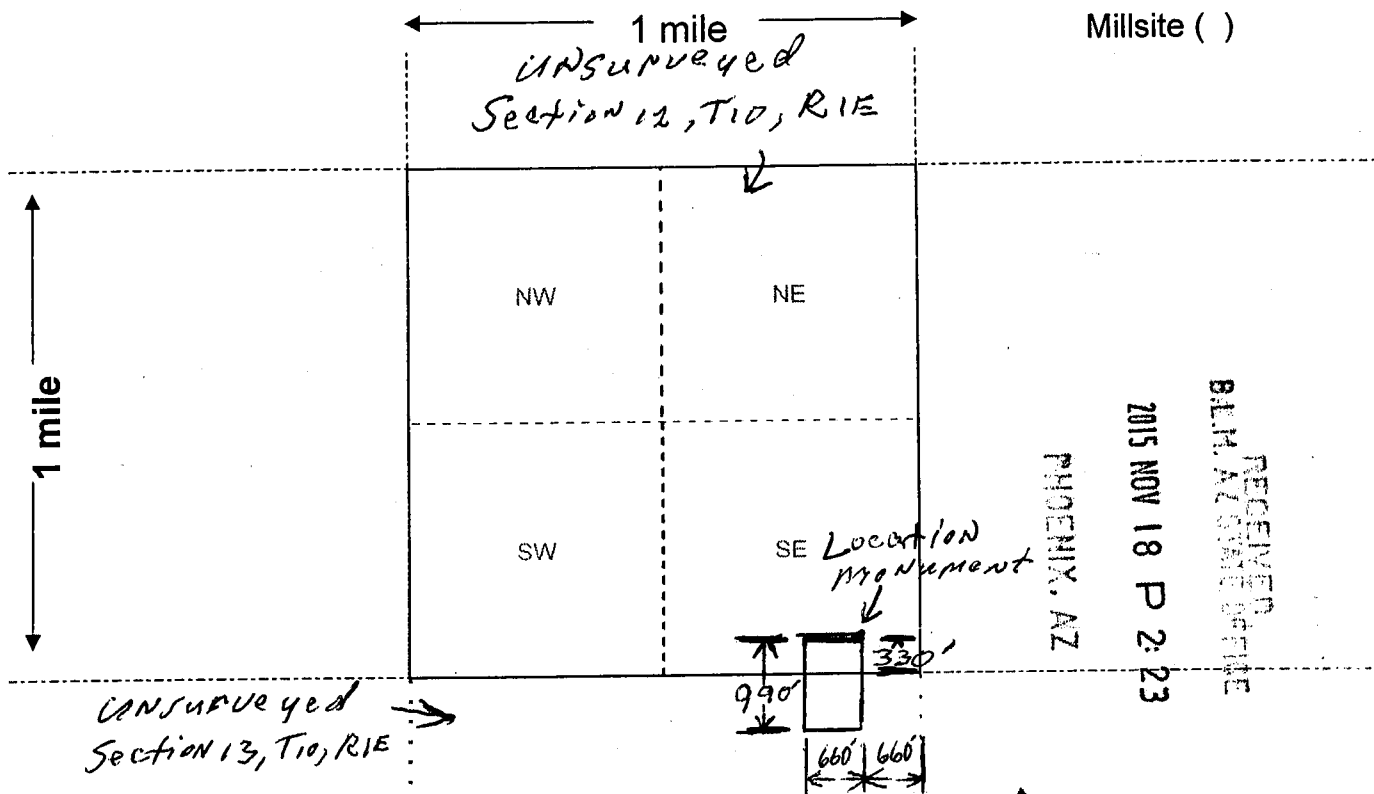 1 mile
Millsite ( )
UNSurveyed
Section 12, T10, R1E
NW
NE
1 mile
SW
SE
Location
monument
330'
990'
660'
660'
UNSurveyed
Section 13, T10, R1E
RECEIVED
B.L.M. AZ STATE OFFICE
2015 NOV 18 P 2:23
PHOENIX, AZ